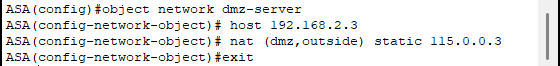 ASA(config)#object network dmz-server
ASA(config-network-object)# host 192.168.2.3
ASA(config-network-object)# nat (dmz,outside) static 115.0.0.3
ASA(config-network-object)#exit